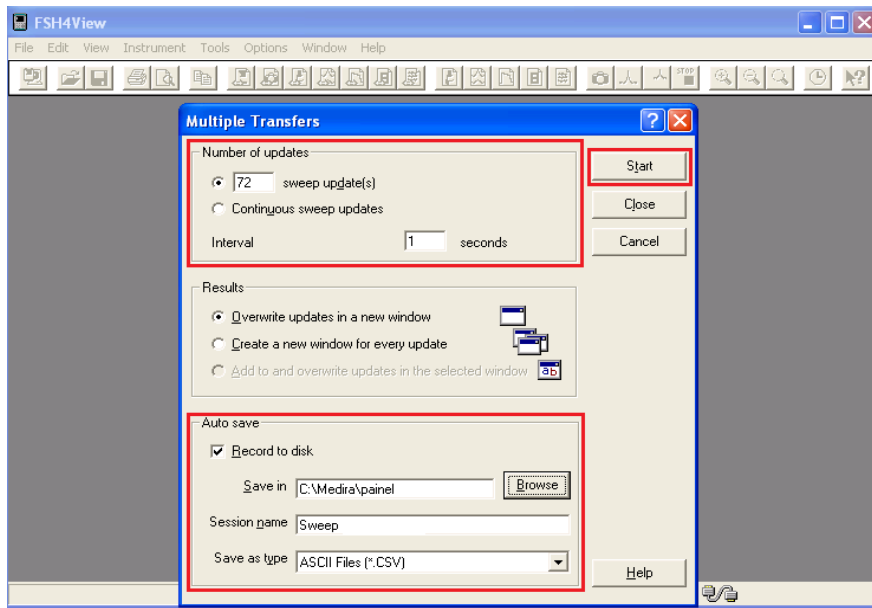 FSH4View
File Edit View Instrument Tools Options Window Help
STOP
Multiple Transfers
Number of updates
72 sweep update(s)
Continuous sweep updates
Interval 1 seconds
Start
Close
Cancel
Results
Overwrite updates in a new window
Create a new window for every update
Add to and overwrite updates in the selected window ab
Auto save
Record to disk
Save in C:\Medira\painel Browse
Session name Sweep
Save as type ASCII Files (*.CSV)
Help